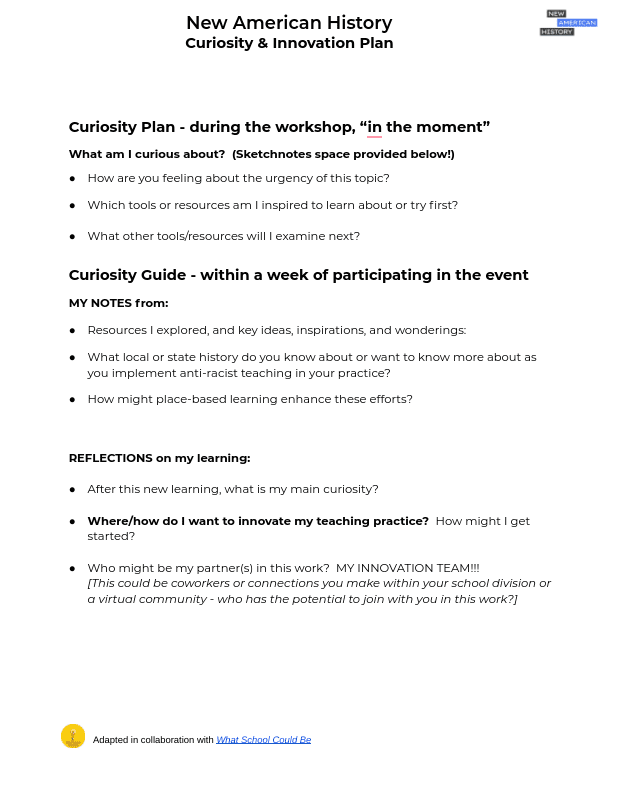 New American History
Curiosity & Innovation Plan
NEW
AMERICAN
HISTORY
Curiosity Plan - during the workshop, “in the moment”
What am I curious about?  (Sketchnotes space provided below!)
● How are you feeling about the urgency of this topic?
● Which tools or resources am I inspired to learn about or try first?
● What other tools/resources will I examine next?
Curiosity Guide - within a week of participating in the event
MY NOTES from:
● Resources I explored, and key ideas, inspirations, and wonderings:
● What local or state history do you know about or want to know more about as
you implement anti-racist teaching in your practice?
● How might place-based learning enhance these efforts?
REFLECTIONS on my learning:
● After this new learning, what is my main curiosity?
● Where/how do I want to innovate my teaching practice?  How might I get
started?
● Who might be my partner(s) in this work?  MY INNOVATION TEAM!!!
[This could be coworkers or connections you make within your school division or
a virtual community - who has the potential to join with you in this work?]
Adapted in collaboration with What School Could Be